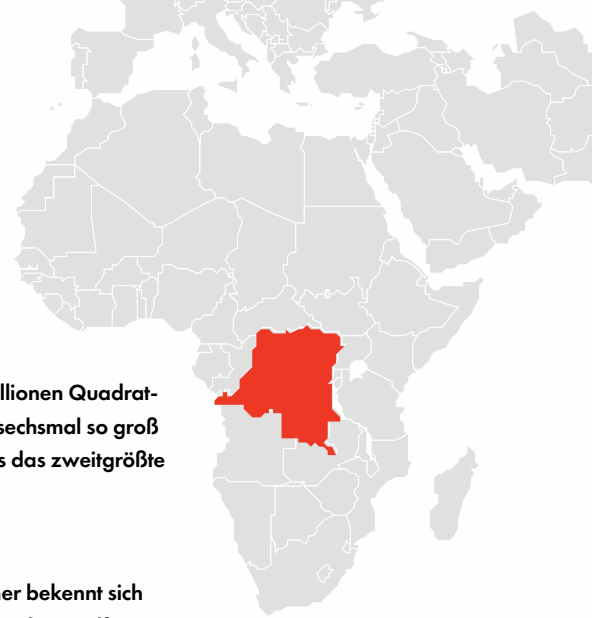 llionen Quadrat-
sechsmal so groß
s das zweitgrößte
er bekennt sich